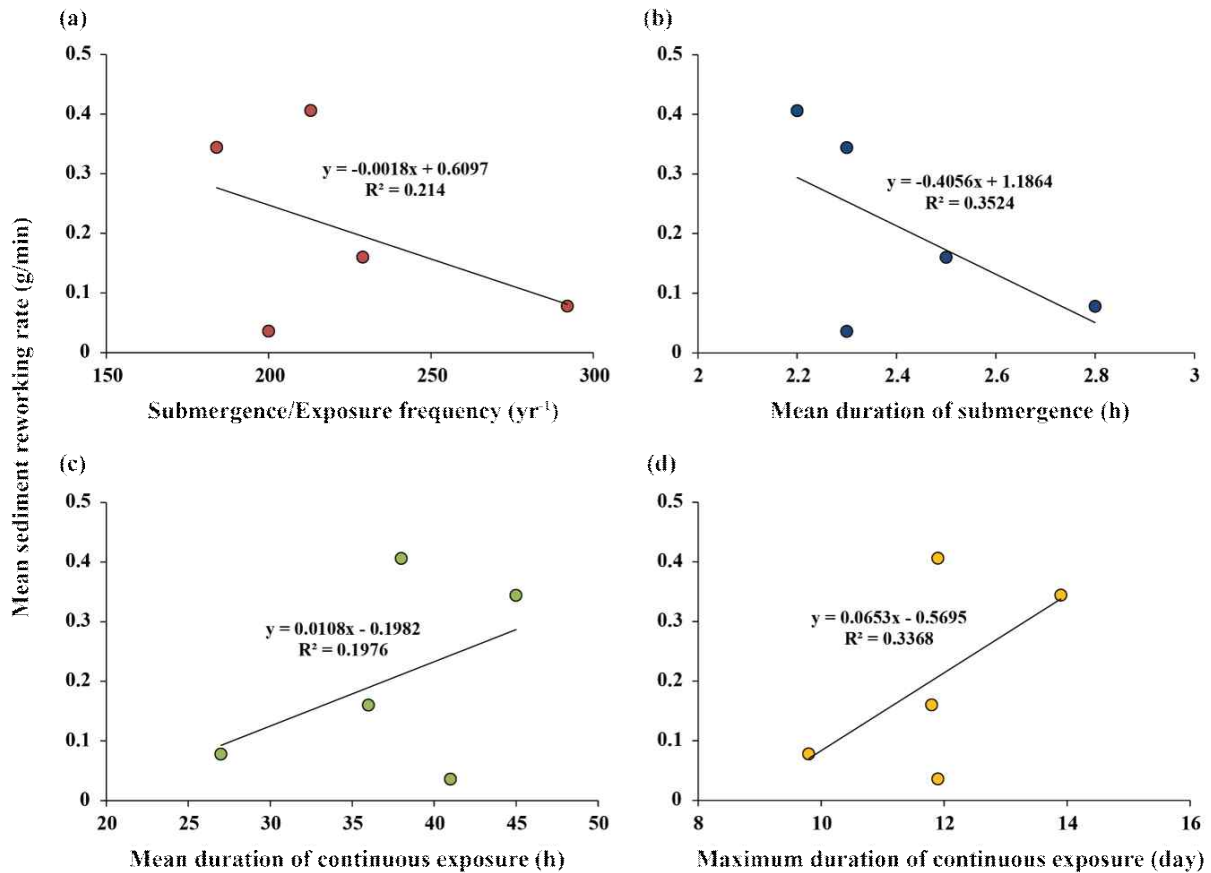 (a)
0.5
0.4
0.3
0.2
0.1
0
y = -0.0018x + 0.6097
R² = 0.214
150
200
250
300
Submergence/Exposure frequency (yr⁻¹)
(b)
0.5
0.4
0.3
0.2
0.1
0
y = -0.4056x + 1.1864
R² = 0.3524
2
2.2
2.4
2.6
2.8
3
Mean duration of submergence (h)
Mean sediment reworking rate (g/min)
(c)
0.5
0.4
0.3
0.2
0.1
0
y = 0.0108x - 0.1982
R² = 0.1976
20
25
30
35
40
45
50
Mean duration of continuous exposure (h)
(d)
0.5
0.4
0.3
0.2
0.1
0
y = 0.0653x - 0.5695
R² = 0.3368
8
10
12
14
16
Maximum duration of continuous exposure (day)